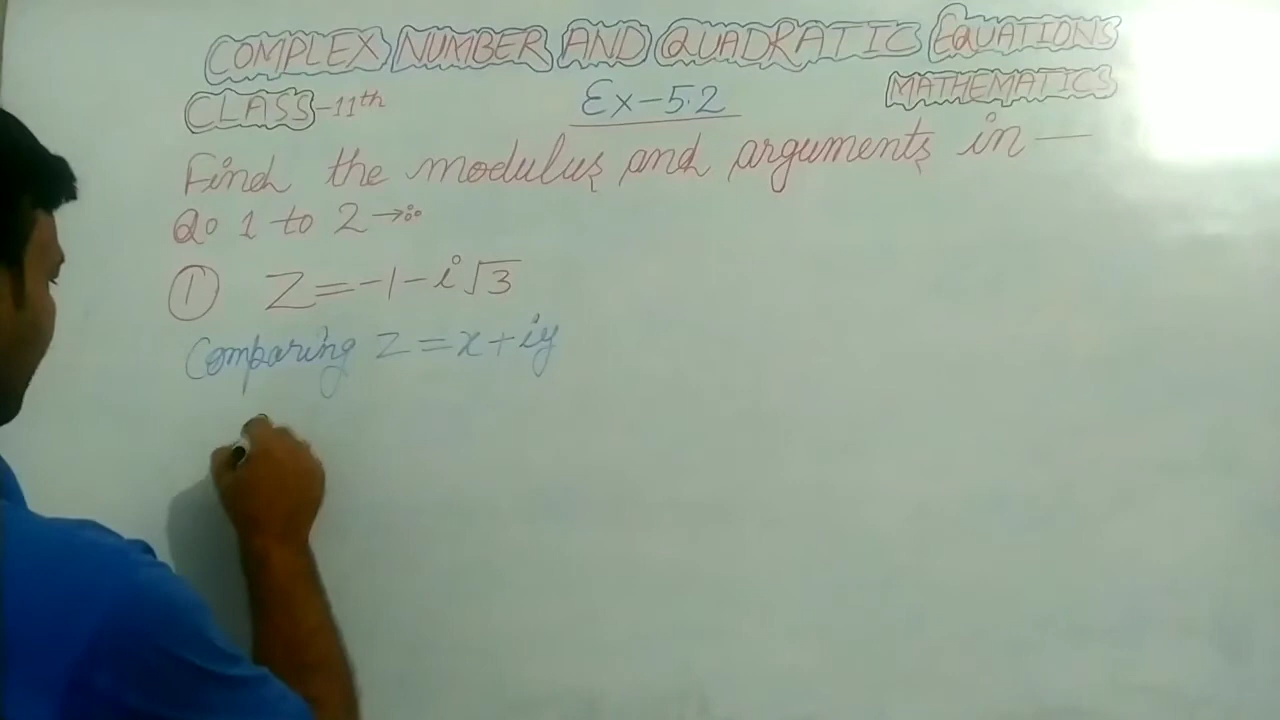 COMPLEX NUMBER AND QUADRATIC EQUATIONS
CLASS-11th Ex-5.2 MATHEMATICS
Find the modulus and arguments in —
Q. 1 to 2 →
① Z=-1-i√3
Comparing z=x+iy